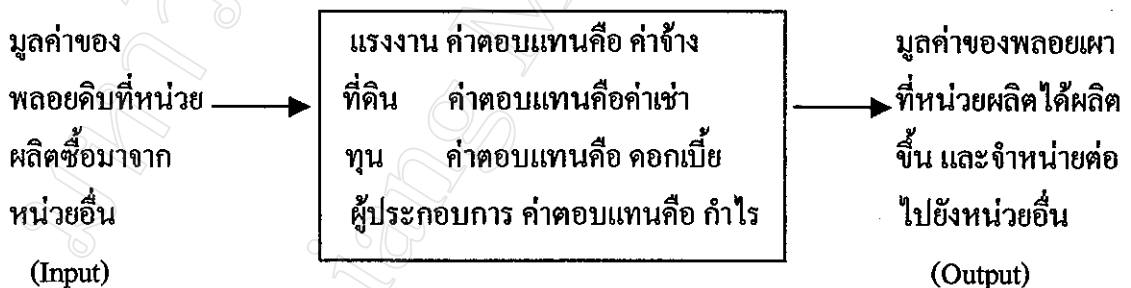 มูลค่าของ
พลอยดิบที่หน่วย
ผลิตซื้อมาจาก
หน่วยอื่น
(Input)
แรงงาน ค่าตอบแทนคือ ค่าจ้าง
ที่ดิน ค่าตอบแทนคือค่าเช่า
ทุน ค่าตอบแทนคือ ดอกเบี้ย
ผู้ประกอบการ ค่าตอบแทนคือ กำไร
มูลค่าของพลอยเผา
ที่หน่วยผลิตได้ผลิต
ขึ้น และจำหน่ายต่อ
ไปยังหน่วยอื่น
(Output)